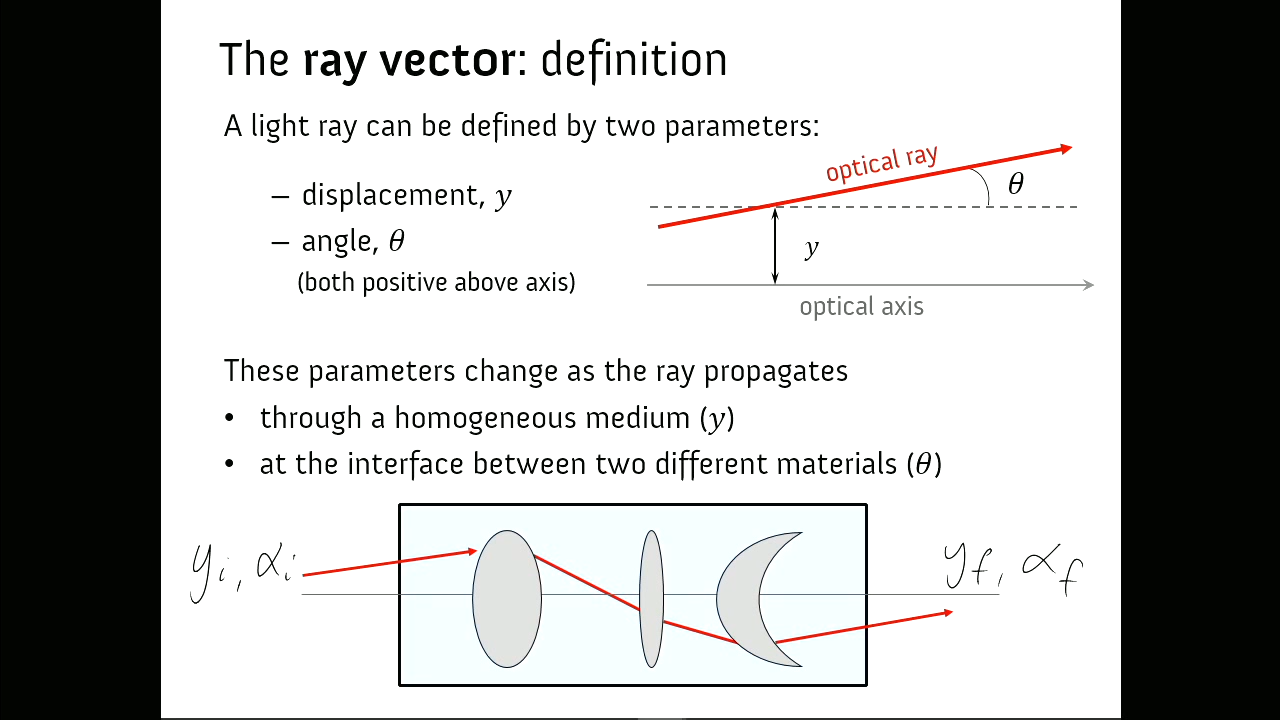 The ray vector: definition
A light ray can be defined by two parameters:
– displacement, y
– angle, θ
(both positive above axis)
optical ray
θ
y
optical axis
These parameters change as the ray propagates
• through a homogeneous medium (y)
• at the interface between two different materials (θ)
yᵢ, αᵢ
y_f, α_f